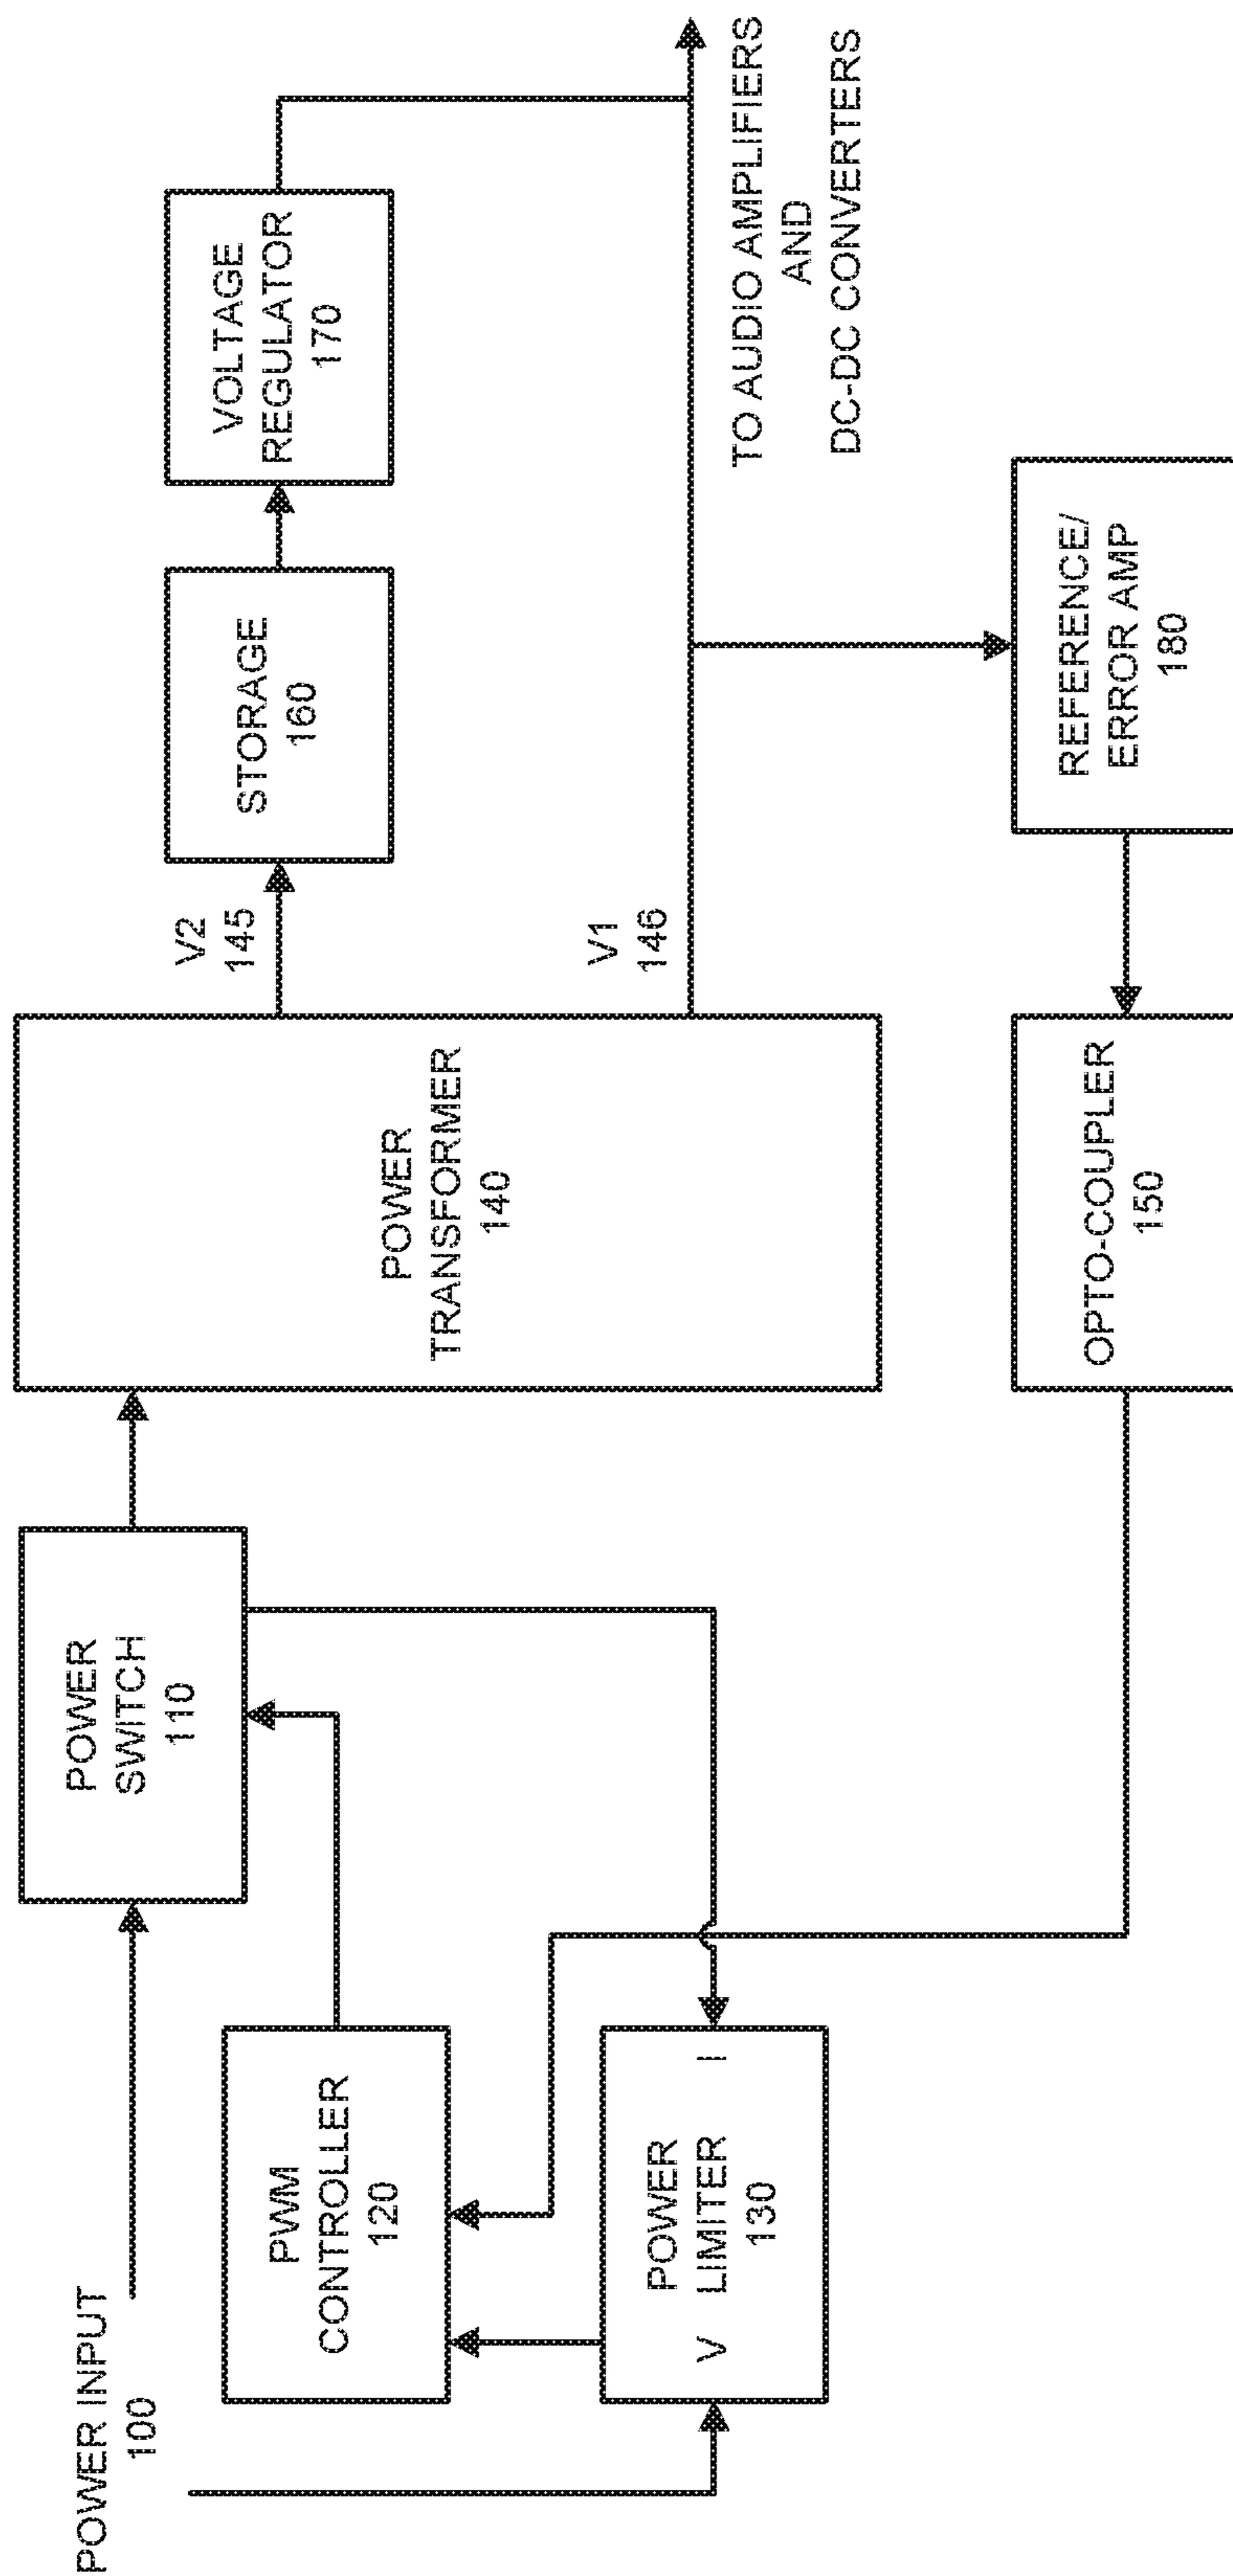 POWER INPUT
100
POWER
SWITCH
110
PWM
CONTROLLER
120
POWER
V LIMITER I
130
POWER
TRANSFORMER
140
V2
145
V1
146
STORAGE
160
VOLTAGE
REGULATOR
170
TO AUDIO AMPLIFIERS
AND
DC-DC CONVERTERS
OPTO-COUPLER
150
REFERENCE/
ERROR AMP
180